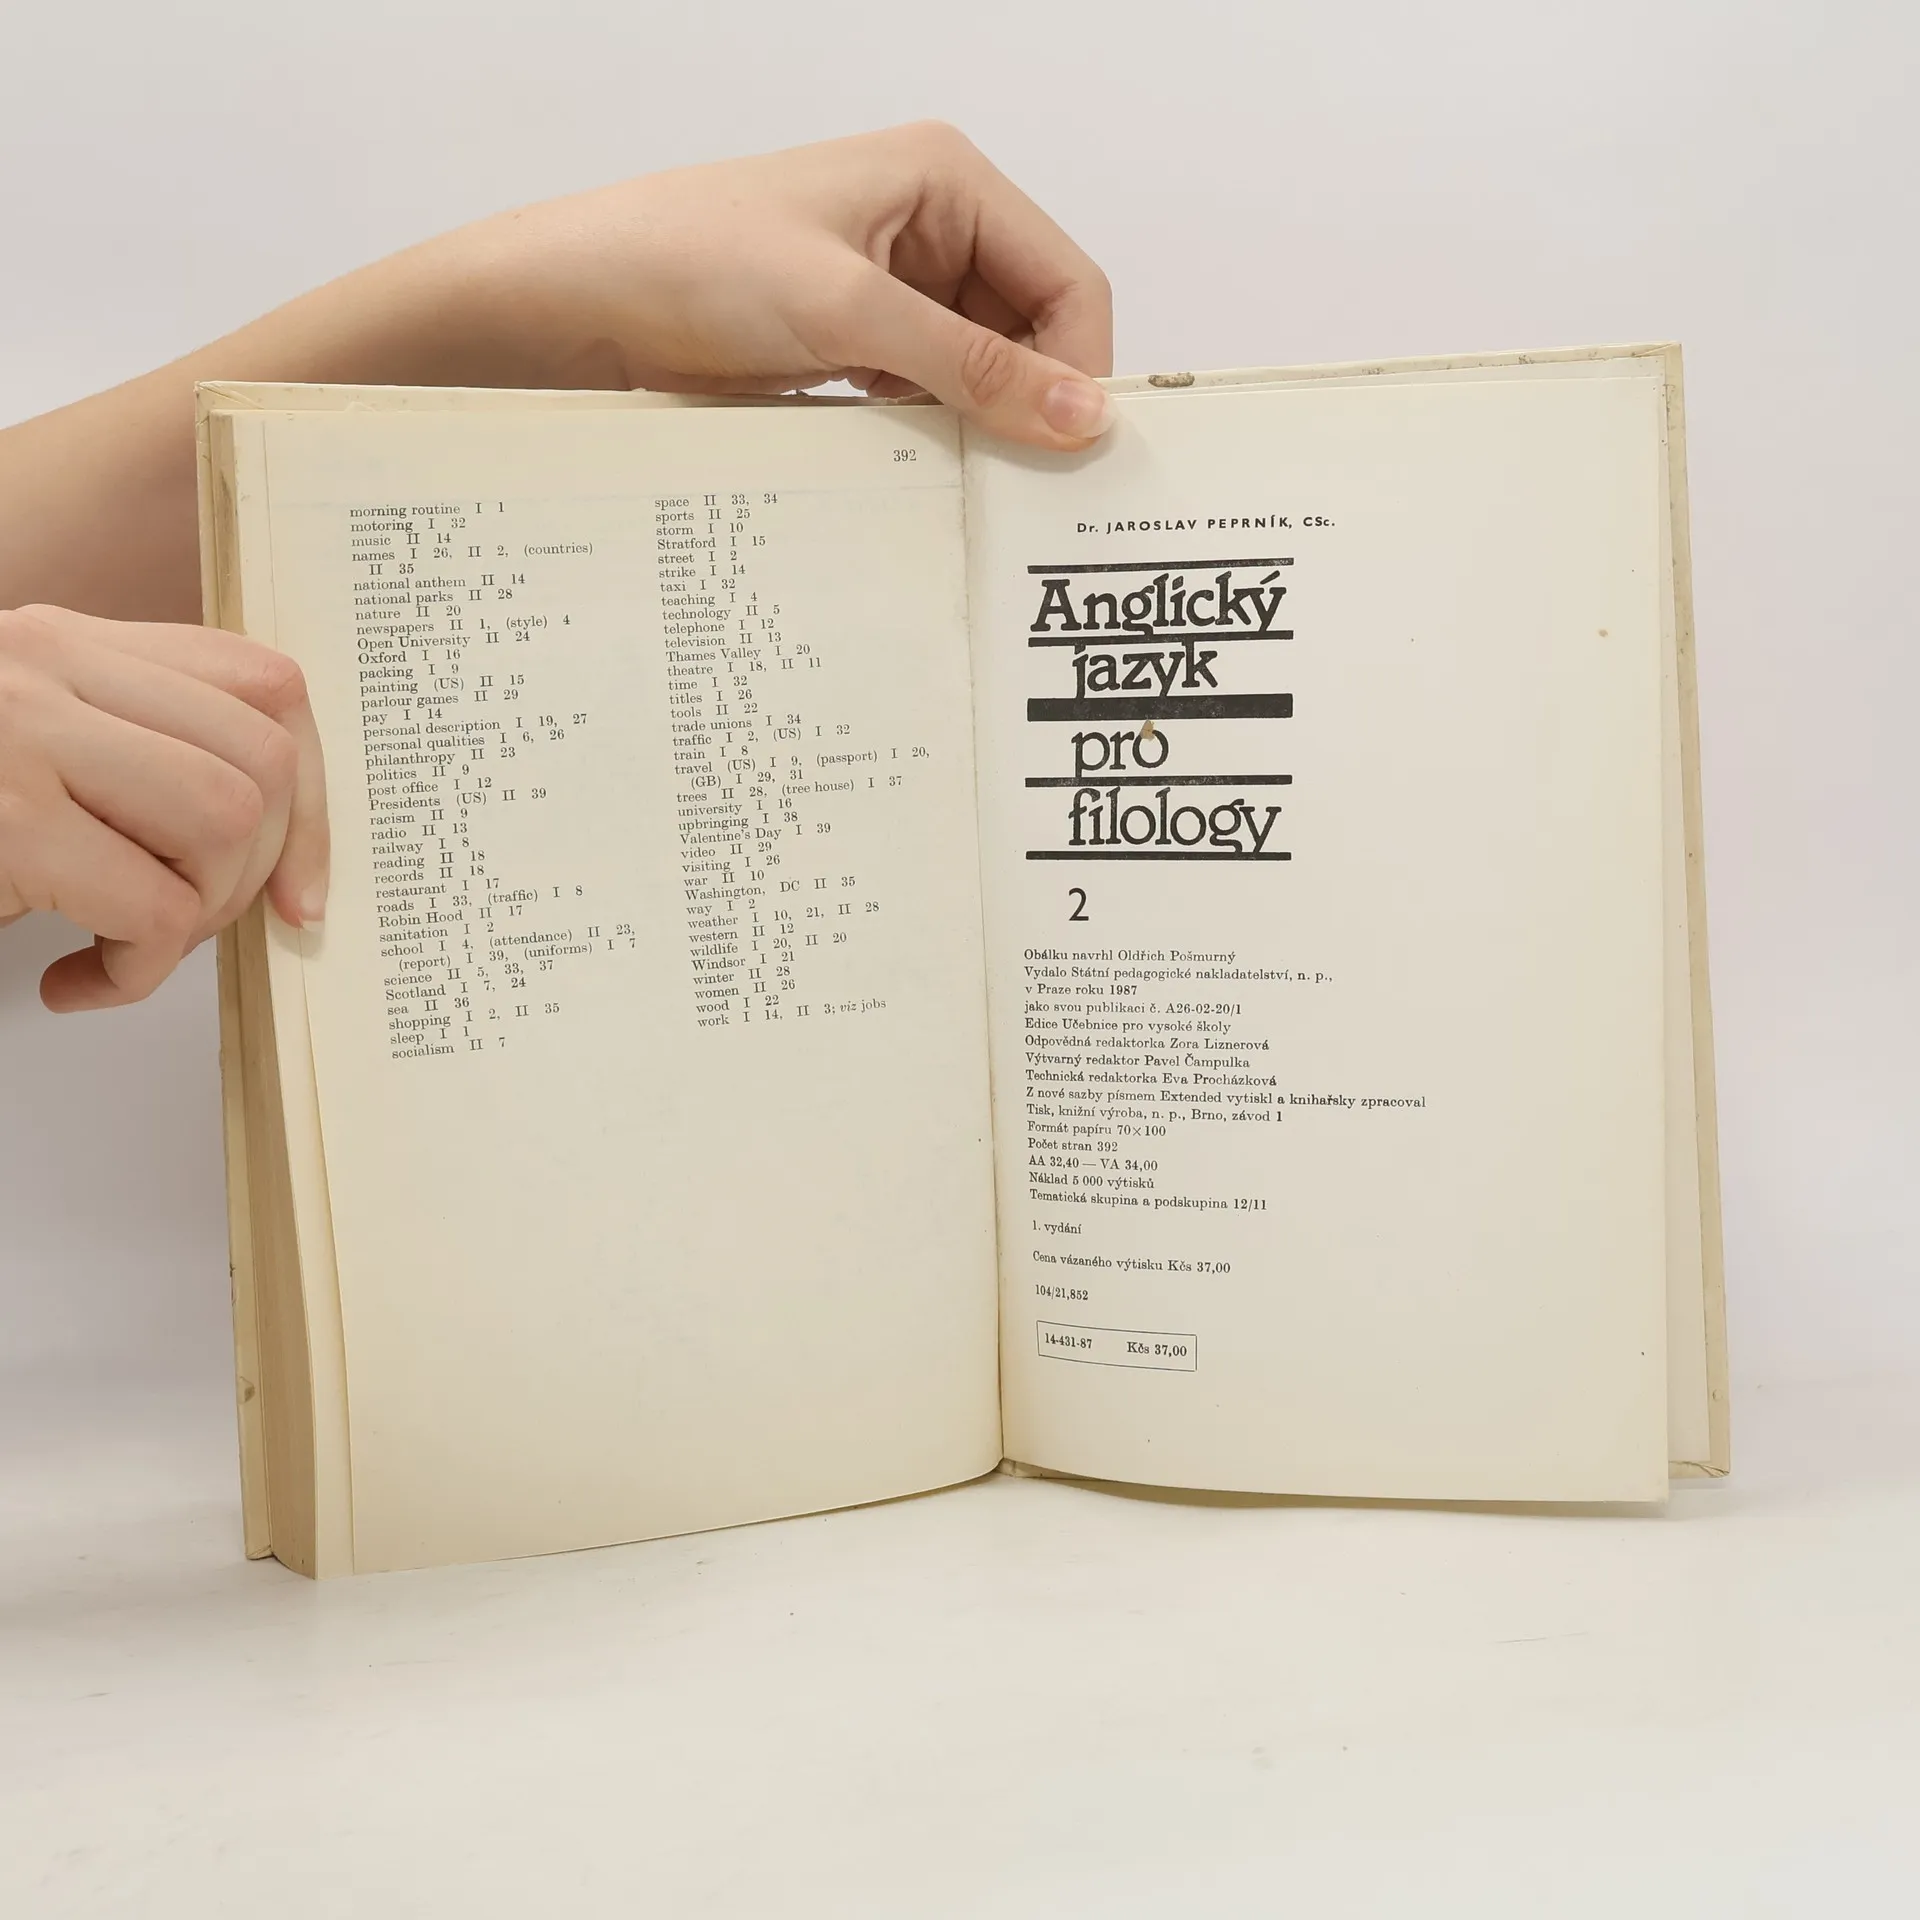 392
morning routine I 1
motoring I 32
music II 14
names I 26, II 2, (countries)
II 35
national anthem II 14
national parks II 28
nature II 20
newspapers II 1, (style) 4
Open University II 24
Oxford I 16
packing I 9
painting (US) II 15
parlour games II 29
pay I 14
personal description I 19, 27
personal qualities I 6, 26
philanthropy II 23
politics II 9
post office I 12
Presidents (US) II 39
racism II 9
radio II 13
railway I 8
reading II 18
records II 18
restaurant I 17
roads I 33, (traffic) I 8
Robin Hood II 17
sanitation I 2
school I 4, (attendance) II 23,
(report) I 39, (uniforms) I 7
science II 5, 33, 37
Scotland I 7, 24
sea II 36
shopping I 2, II 35
sleep I 1
socialism II 7
space II 33, 34
sports II 25
storm I 10
Stratford I 15
street I 2
strike I 14
taxi I 32
teaching I 4
technology II 5
telephone I 12
television II 13
Thames Valley I 20
theatre I 18, II 11
time I 32
titles I 26
tools II 22
trade unions I 34
traffic I 2, (US) I 32
train I 8
travel (US) I 9, (passport) I 20,
(GB) I 29, 31
trees II 28, (tree house) I 37
university I 16
upbringing I 38
Valentine's Day I 39
video II 29
visiting I 26
war II 10
Washington, DC II 35
way I 2
weather I 10, 21, II 28
western II 12
wildlife I 20, II 20
Windsor I 21
winter II 28
women II 26
wood I 22
work I 14, II 3; viz jobs
Dr. JAROSLAV PEPRNÍK, CSc.
Anglický
jazyk
pro
filology
2
Obálku navrhl Oldřich Pošmurný
Vydalo Státní pedagogické nakladatelství, n. p.,
v Praze roku 1987
jako svou publikaci č. A26-02-20/1
Edice Učebnice pro vysoké školy
Odpovědná redaktorka Zora Liznerová
Výtvarný redaktor Pavel Čampulka
Technická redaktorka Eva Procházková
Z nové sazby písmem Extended vytiskl a knihařsky zpracoval
Tisk, knižní výroba, n. p., Brno, závod 1
Formát papíru 70×100
Počet stran 392
AA 32,40 — VA 34,00
Náklad 5 000 výtisků
Tematická skupina a podskupina 12/11
1. vydání
Cena vázaného výtisku Kčs 37,00
104/21,852
14-431-87 Kčs 37,00